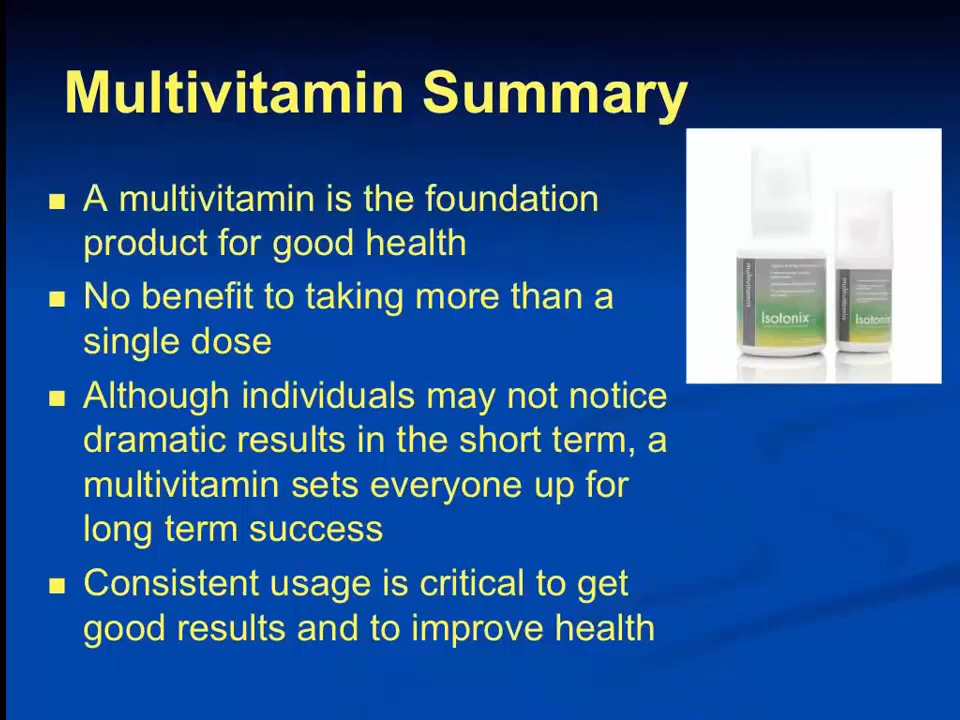 Multivitamin Summary
A multivitamin is the foundation
product for good health
No benefit to taking more than a
single dose
Although individuals may not notice
dramatic results in the short term, a
multivitamin sets everyone up for
long term success
Consistent usage is critical to get
good results and to improve health
multivitamin
Isotonix
multivitamin
Isotonix